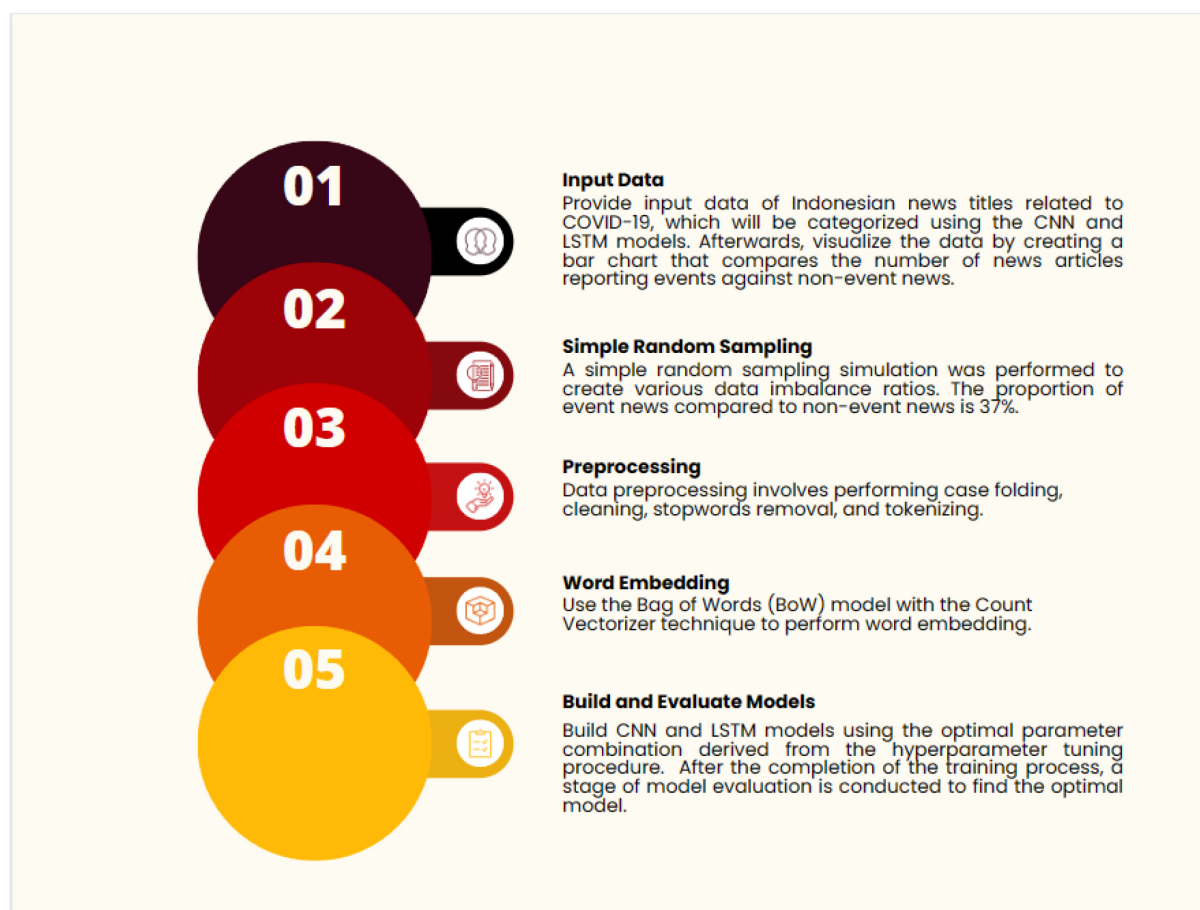 01
Input Data
Provide input data of Indonesian news titles related to
COVID-19, which will be categorized using the CNN and
LSTM models. Afterwards, visualize the data by creating a
bar chart that compares the number of news articles
reporting events against non-event news.
02
Simple Random Sampling
A simple random sampling simulation was performed to
create various data imbalance ratios. The proportion of
event news compared to non-event news is 37%.
03
Preprocessing
Data preprocessing involves performing case folding,
cleaning, stopwords removal, and tokenizing.
04
Word Embedding
Use the Bag of Words (BoW) model with the Count
Vectorizer technique to perform word embedding.
05
Build and Evaluate Models
Build CNN and LSTM models using the optimal parameter
combination derived from the hyperparameter tuning
procedure. After the completion of the training process, a
stage of model evaluation is conducted to find the optimal
model.